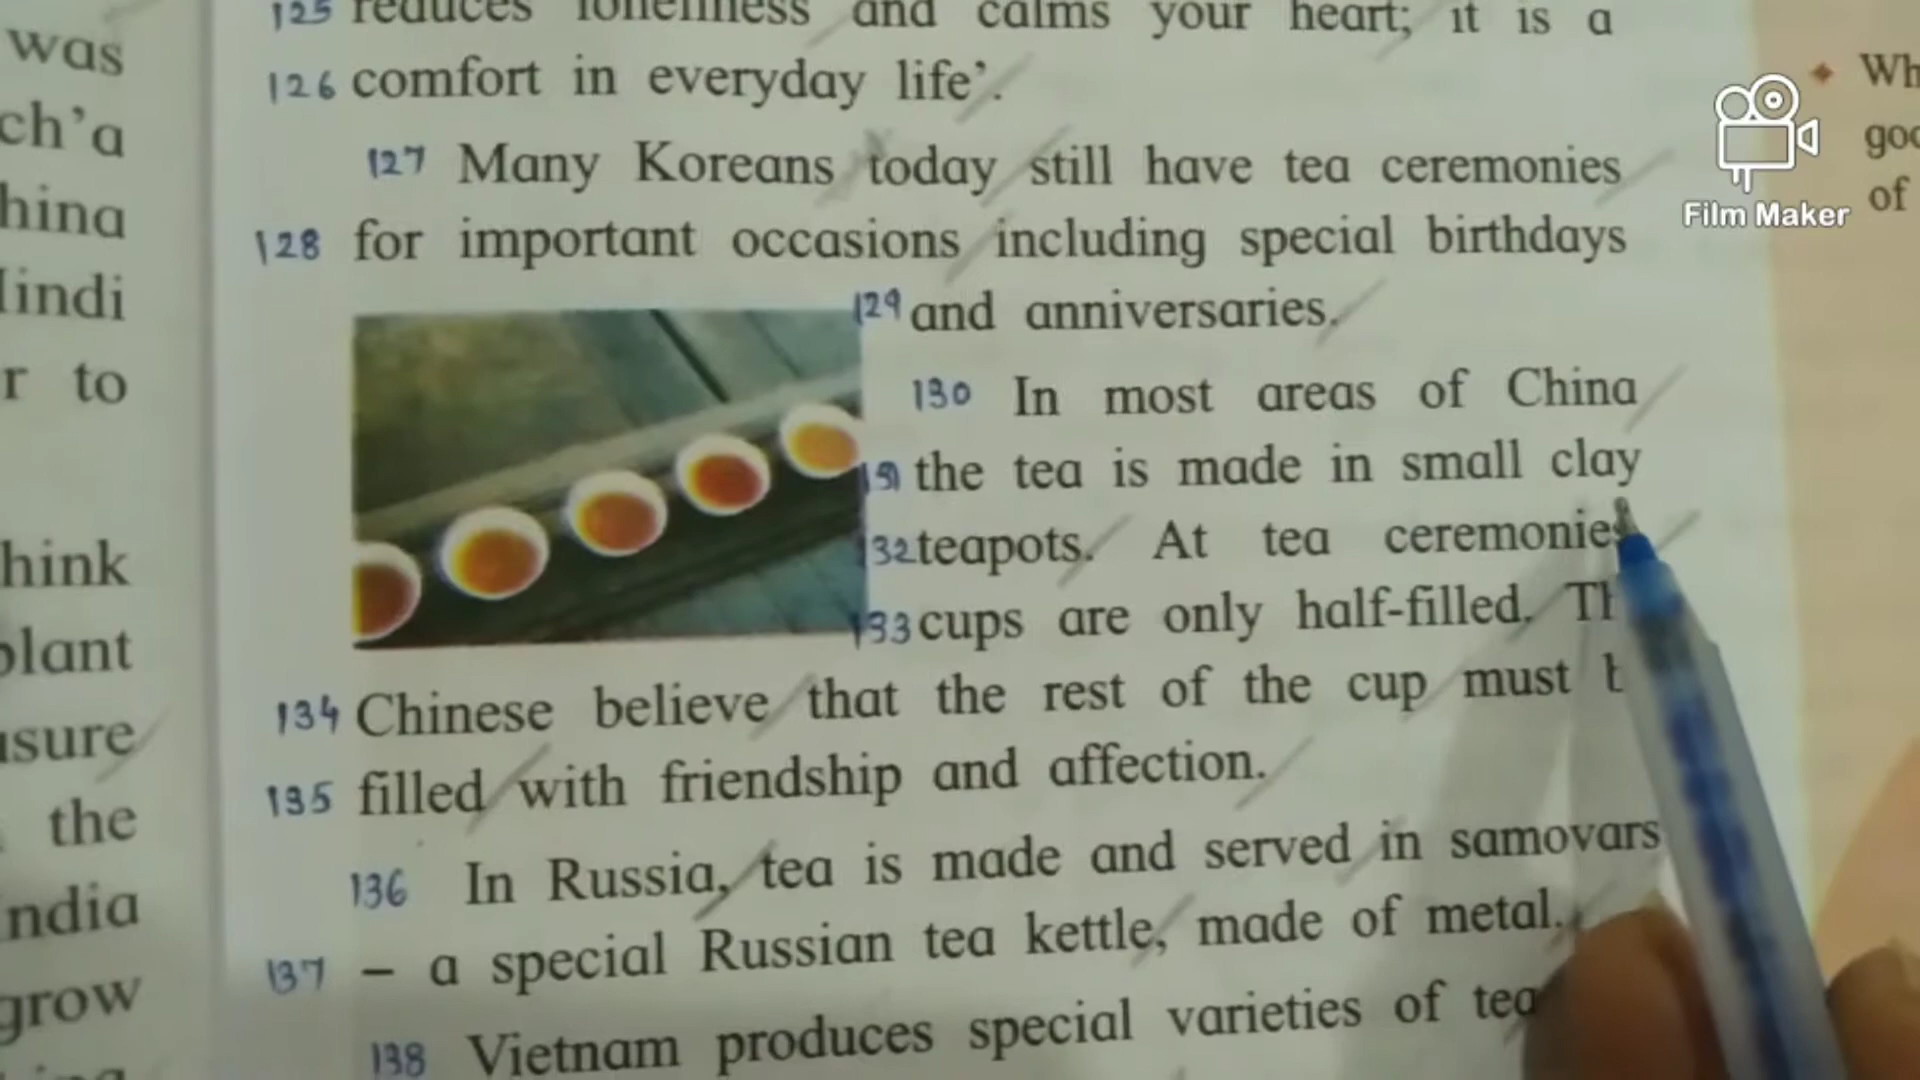 was
ch'a
hina
lindi
r to
hink
plant
asure
the
ndia
grow
125 reduces loneliness and calms your heart; it is a
126 comfort in everyday life'.
127 Many Koreans today still have tea ceremonies
128 for important occasions including special birthdays
129 and anniversaries.
130 In most areas of China
131 the tea is made in small clay
132 teapots. At tea ceremonies
133 cups are only half-filled. Th
134 Chinese believe that the rest of the cup must b
135 filled with friendship and affection.
136 In Russia, tea is made and served in samovars
137 – a special Russian tea kettle, made of metal.
138 Vietnam produces special varieties of tea
Wh
goo
of
Film Maker